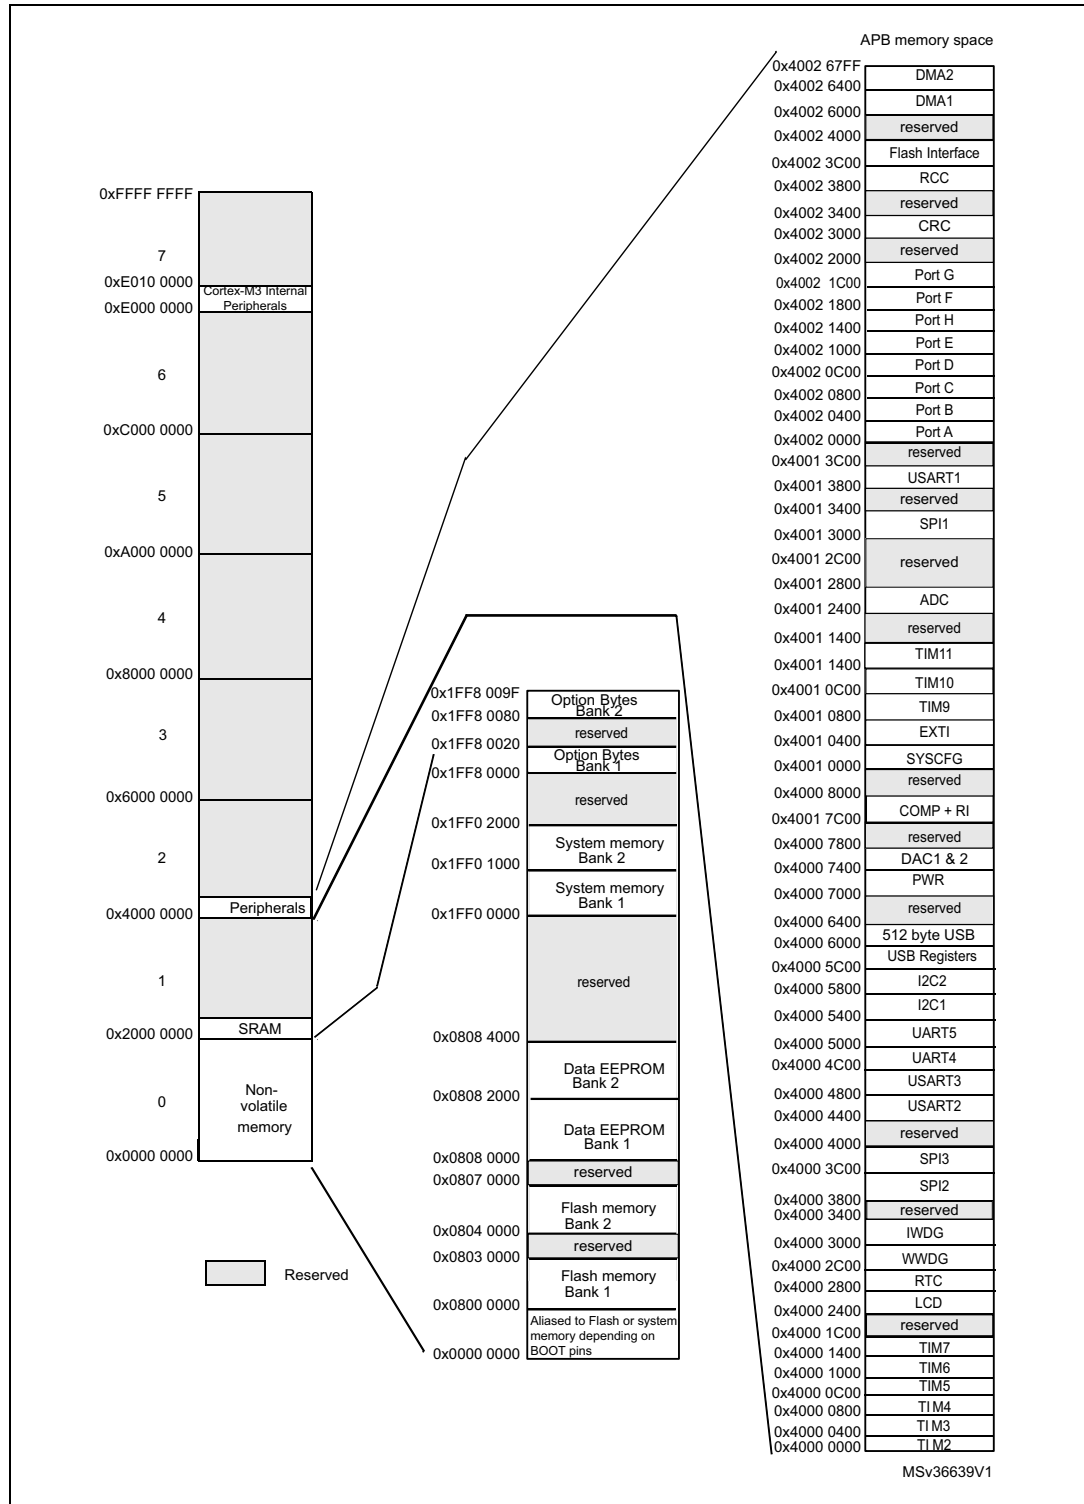 APB memory space
0xFFFF FFFF
7
0xE010 0000
Cortex-M3 Internal
Peripherals
0xE000 0000
6
0xC000 0000
5
0xA000 0000
4
0x8000 0000
3
0x6000 0000
2
Peripherals
0x4000 0000
1
SRAM
0x2000 0000
Non-
volatile
memory
0
0x0000 0000
Reserved
0x1FF8 009F
Option Bytes
Bank 2
0x1FF8 0080
reserved
0x1FF8 0020
Option Bytes
Bank 1
0x1FF8 0000
reserved
0x1FF0 2000
System memory
Bank 2
0x1FF0 1000
System memory
Bank 1
0x1FF0 0000
reserved
0x0808 4000
Data EEPROM
Bank 2
0x0808 2000
Data EEPROM
Bank 1
0x0808 0000
reserved
0x0807 0000
Flash memory
Bank 2
0x0804 0000
reserved
0x0803 0000
Flash memory
Bank 1
0x0800 0000
Aliased to Flash or system
memory depending on
BOOT pins
0x0000 0000
0x4002 67FF
DMA2
0x4002 6400
DMA1
0x4002 6000
reserved
0x4002 4000
Flash Interface
0x4002 3C00
RCC
0x4002 3800
reserved
0x4002 3400
CRC
0x4002 3000
reserved
0x4002 2000
Port G
0x4002 1C00
Port F
0x4002 1800
Port H
0x4002 1400
Port E
0x4002 1000
Port D
0x4002 0C00
Port C
0x4002 0800
Port B
0x4002 0400
Port A
0x4002 0000
reserved
0x4001 3C00
USART1
0x4001 3800
reserved
0x4001 3400
SPI1
0x4001 3000
0x4001 2C00
reserved
0x4001 2800
ADC
0x4001 2400
reserved
0x4001 1400
TIM11
0x4001 1400
TIM10
0x4001 0C00
TIM9
0x4001 0800
EXTI
0x4001 0400
SYSCFG
0x4001 0000
reserved
0x4000 8000
COMP + RI
0x4001 7C00
reserved
0x4000 7800
DAC1 & 2
0x4000 7400
PWR
0x4000 7000
reserved
0x4000 6400
512 byte USB
0x4000 6000
USB Registers
0x4000 5C00
I2C2
0x4000 5800
I2C1
0x4000 5400
UART5
0x4000 5000
UART4
0x4000 4C00
USART3
0x4000 4800
USART2
0x4000 4400
reserved
0x4000 4000
SPI3
0x4000 3C00
SPI2
0x4000 3800
reserved
0x4000 3400
IWDG
0x4000 3000
WWDG
0x4000 2C00
RTC
0x4000 2800
LCD
0x4000 2400
reserved
0x4000 1C00
TIM7
0x4000 1400
TIM6
0x4000 1000
TIM5
0x4000 0C00
TIM4
0x4000 0800
TIM3
0x4000 0400
TIM2
0x4000 0000
MSv36639V1